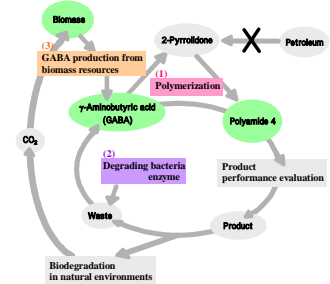 Biomass
2-Pyrrolidone
Petroleum
(3)
GABA production from
biomass resources
(1)
Polymerization
γ-Aminobutyric acid
(GABA)
Polyamide 4
CO₂
(2)
Degrading bacteria
enzyme
Product
performance evaluation
Waste
Product
Biodegradation
in natural environments